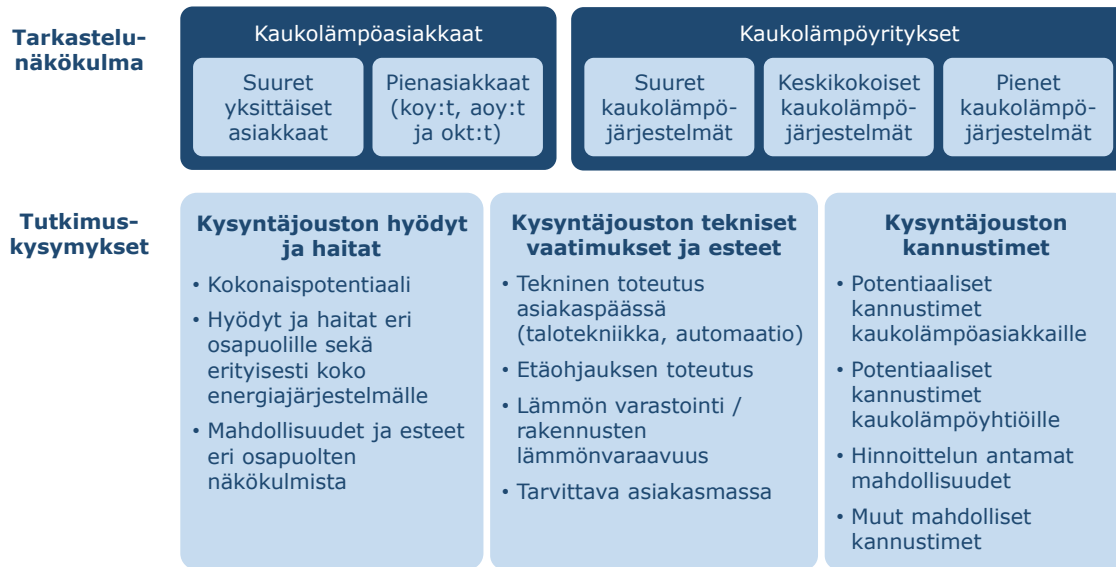 Tarkastelu-
näkökulma
Kaukolämpöasiakkaat
Suuret
yksittäiset
asiakkaat
Pienasiakkaat
(koy:t, aoy:t
ja okt:t)
Kaukolämpöyritykset
Suuret
kaukolämpö-
järjestelmät
Keskikokoiset
kaukolämpö-
järjestelmät
Pienet
kaukolämpö-
järjestelmät
Tutkimus-
kysymykset
Kysyntäjouston hyödyt
ja haitat
• Kokonaispotentiaali
• Hyödyt ja haitat eri
osapuolille sekä
erityisesti koko
energiajärjestelmälle
• Mahdollisuudet ja esteet
eri osapuolten
näkökulmista
Kysyntäjouston tekniset
vaatimukset ja esteet
• Tekninen toteutus
asiakaspäässä
(talotekniikka, automaatio)
• Etäohjauksen toteutus
• Lämmön varastointi /
rakennusten
lämmönvaraavuus
• Tarvittava asiakasmassa
Kysyntäjouston
kannustimet
• Potentiaaliset
kannustimet
kaukolämpöasiakkaille
• Potentiaaliset
kannustimet
kaukolämpöyhtiöille
• Hinnoittelun antamat
mahdollisuudet
• Muut mahdolliset
kannustimet